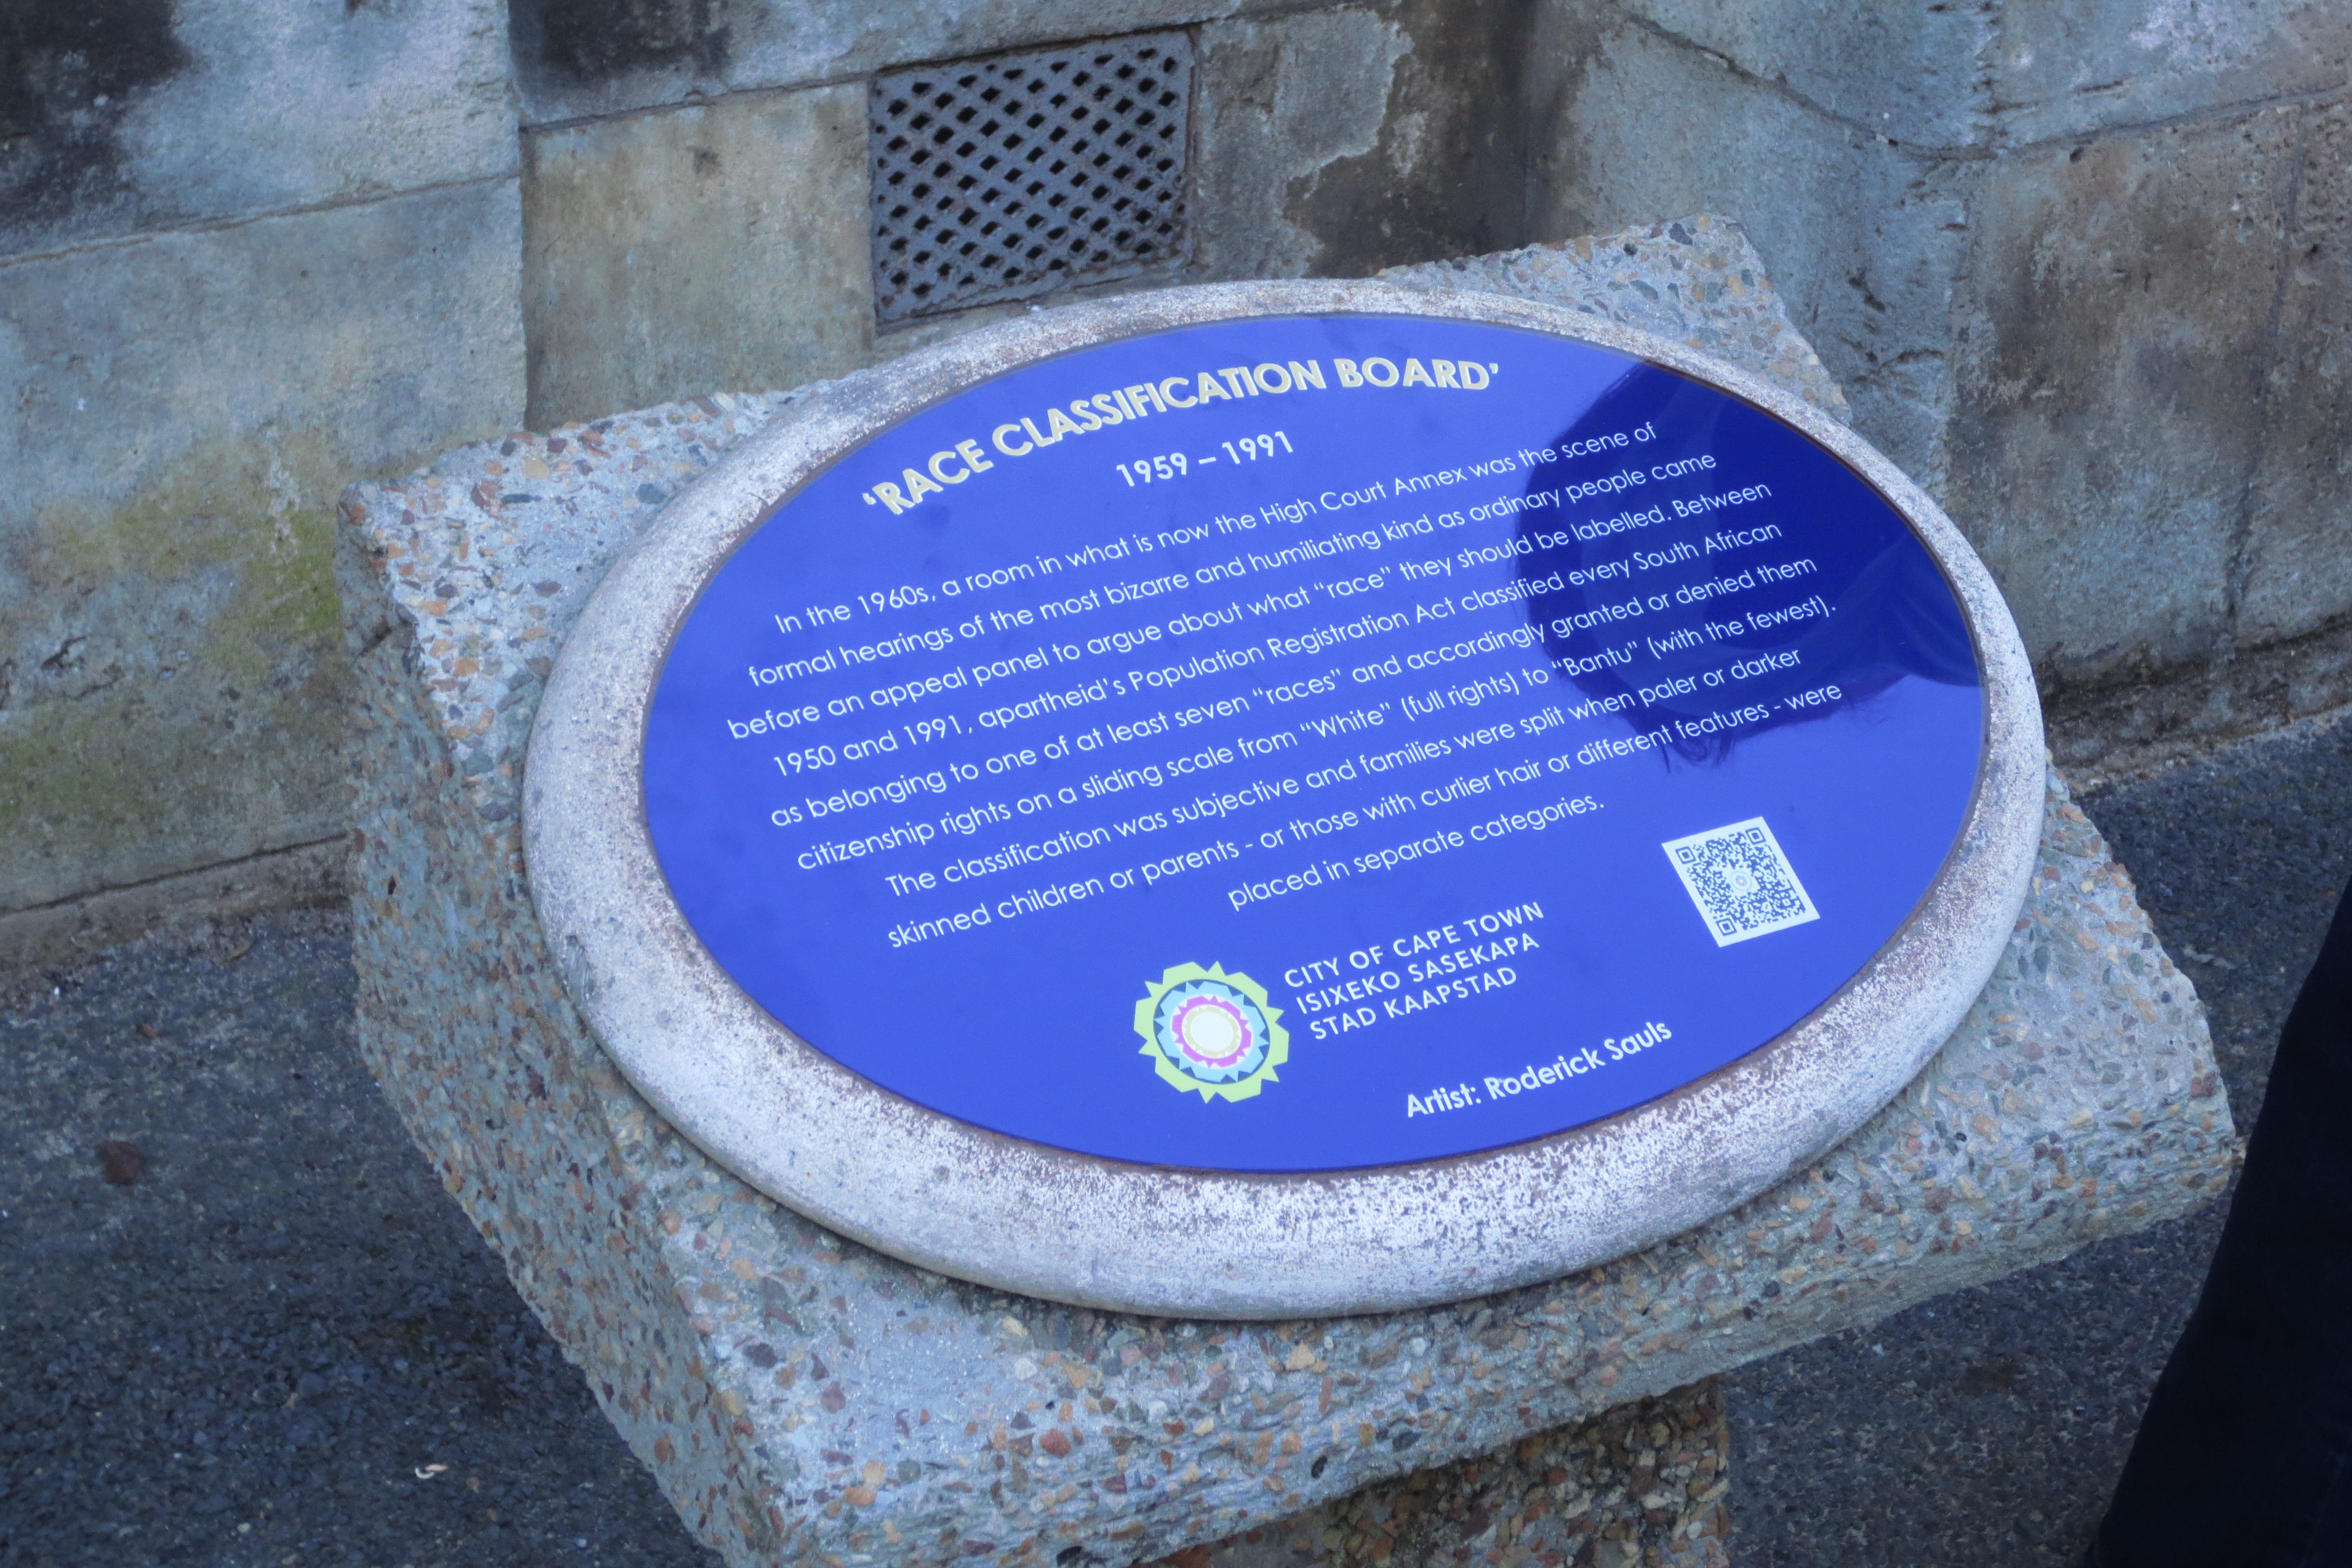 ‘RACE CLASSIFICATION BOARD’
1959 – 1991
In the 1960s, a room in what is now the High Court Annex was the scene of
formal hearings of the most bizarre and humiliating kind as ordinary people came
before an appeal panel to argue about what “race” they should be labelled. Between
1950 and 1991, apartheid’s Population Registration Act classified every South African
as belonging to one of at least seven “races” and accordingly granted or denied them
citizenship rights on a sliding scale from “White” (full rights) to “Bantu” (with the fewest).
The classification was subjective and families were split when paler or darker
skinned children or parents - or those with curlier hair or different features - were
placed in separate categories.
CITY OF CAPE TOWN
ISIXEKO SASEKAPA
STAD KAAPSTAD
Artist: Roderick Sauls